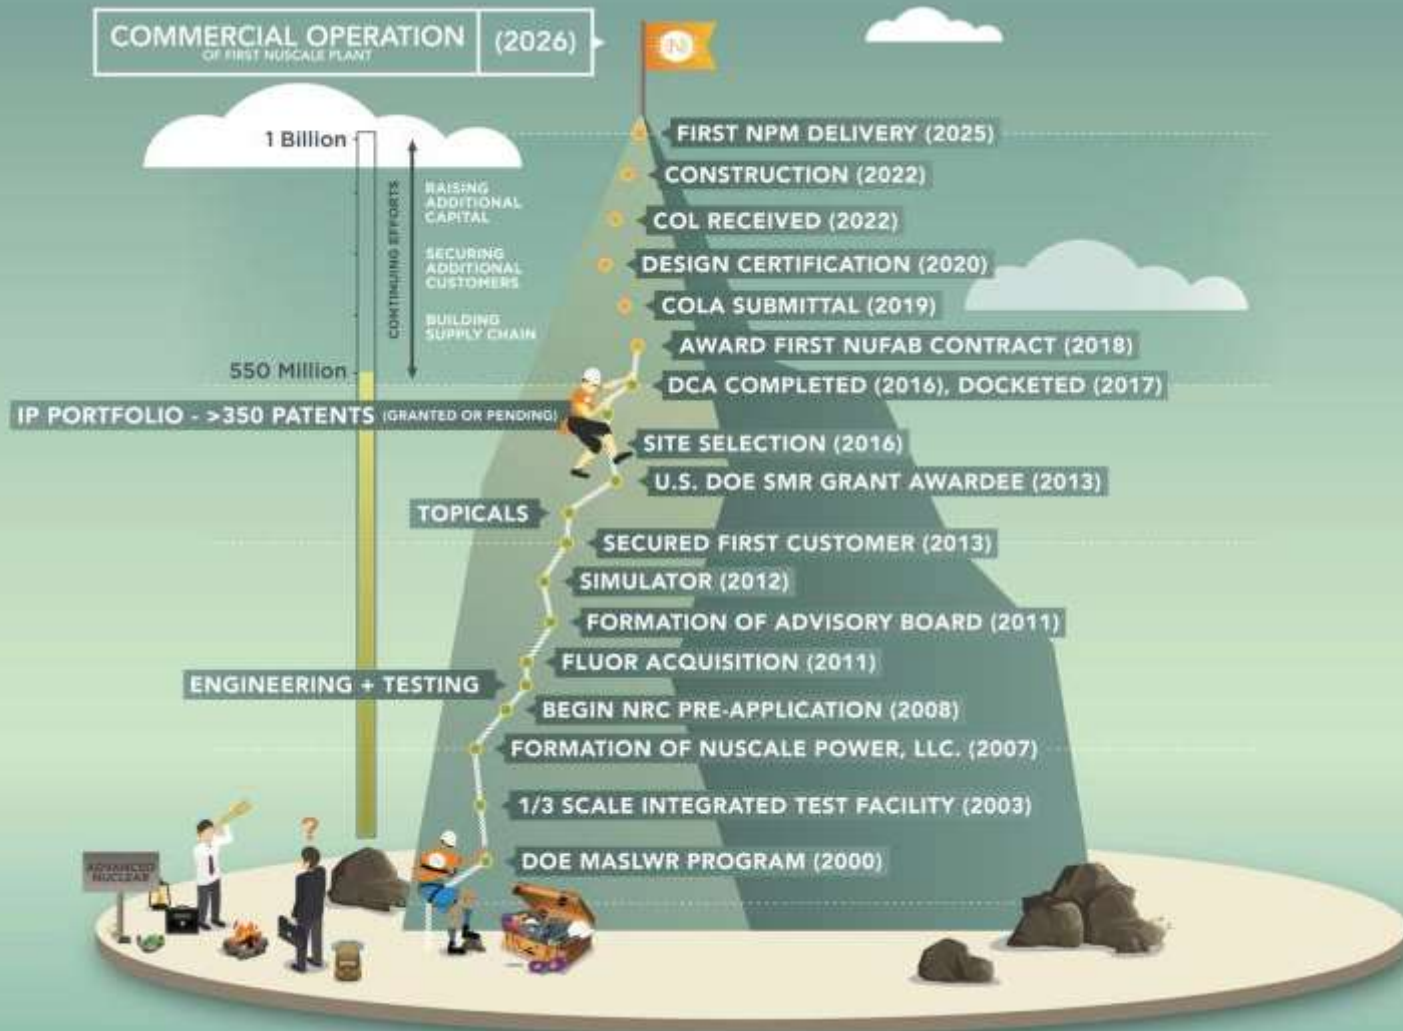 COMMERCIAL OPERATION
OF FIRST NUSCALE PLANT
(2026)
N
1 Billion
CONTINUING EFFORTS
RAISING
ADDITIONAL
CAPITAL
SECURING
ADDITIONAL
CUSTOMERS
BUILDING
SUPPLY CHAIN
550 Million
FIRST NPM DELIVERY (2025)
CONSTRUCTION (2022)
COL RECEIVED (2022)
DESIGN CERTIFICATION (2020)
COLA SUBMITTAL (2019)
AWARD FIRST NUFAB CONTRACT (2018)
DCA COMPLETED (2016), DOCKETED (2017)
IP PORTFOLIO - >350 PATENTS (GRANTED OR PENDING)
SITE SELECTION (2016)
U.S. DOE SMR GRANT AWARDEE (2013)
TOPICALS
SECURED FIRST CUSTOMER (2013)
SIMULATOR (2012)
FORMATION OF ADVISORY BOARD (2011)
FLUOR ACQUISITION (2011)
ENGINEERING + TESTING
BEGIN NRC PRE-APPLICATION (2008)
FORMATION OF NUSCALE POWER, LLC. (2007)
1/3 SCALE INTEGRATED TEST FACILITY (2003)
DOE MASLWR PROGRAM (2000)
?
ADVANCED
NUCLEAR